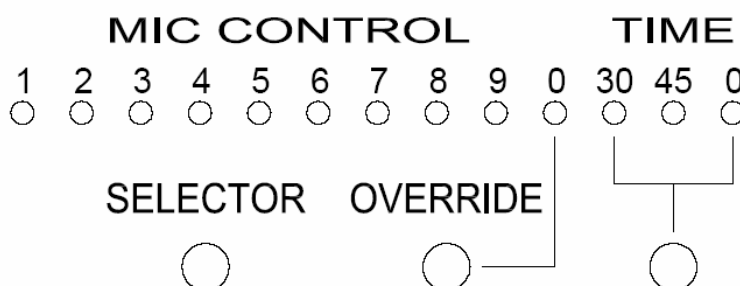 MIC CONTROL TIME
1 2 3 4 5 6 7 8 9 0 30 45 0
SELECTOR OVERRIDE